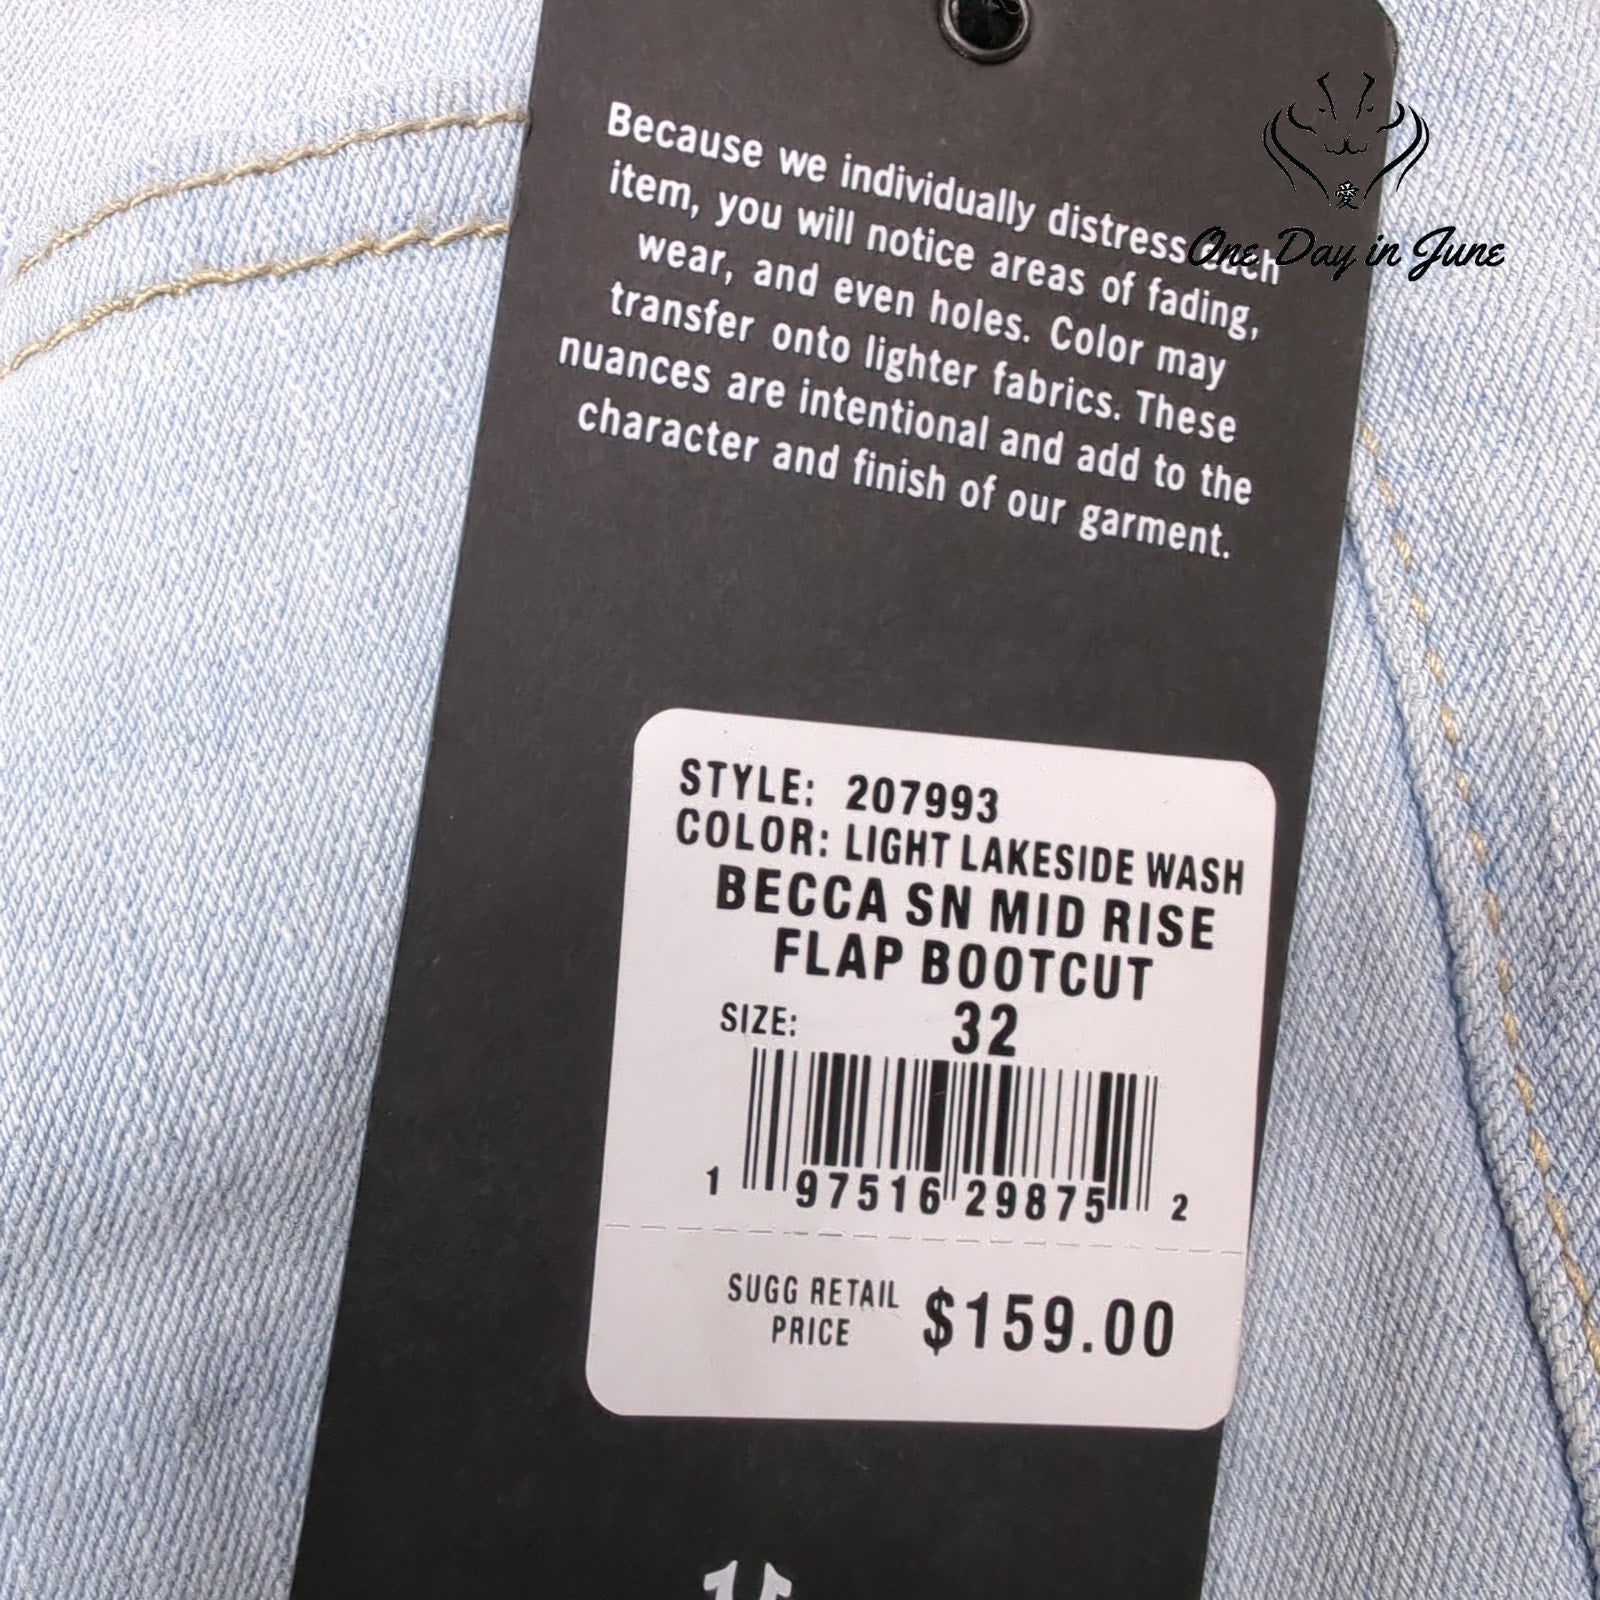 Because we individually distress each
item, you will notice areas of fading,
wear, and even holes. Color may
transfer onto lighter fabrics. These
nuances are intentional and add to the
character and finish of our garment.
愛
One Day in June
STYLE: 207993
COLOR: LIGHT LAKESIDE WASH
BECCA SN MID RISE
FLAP BOOTCUT
SIZE: 32
1 97516 29875 2
SUGG RETAIL
PRICE $159.00